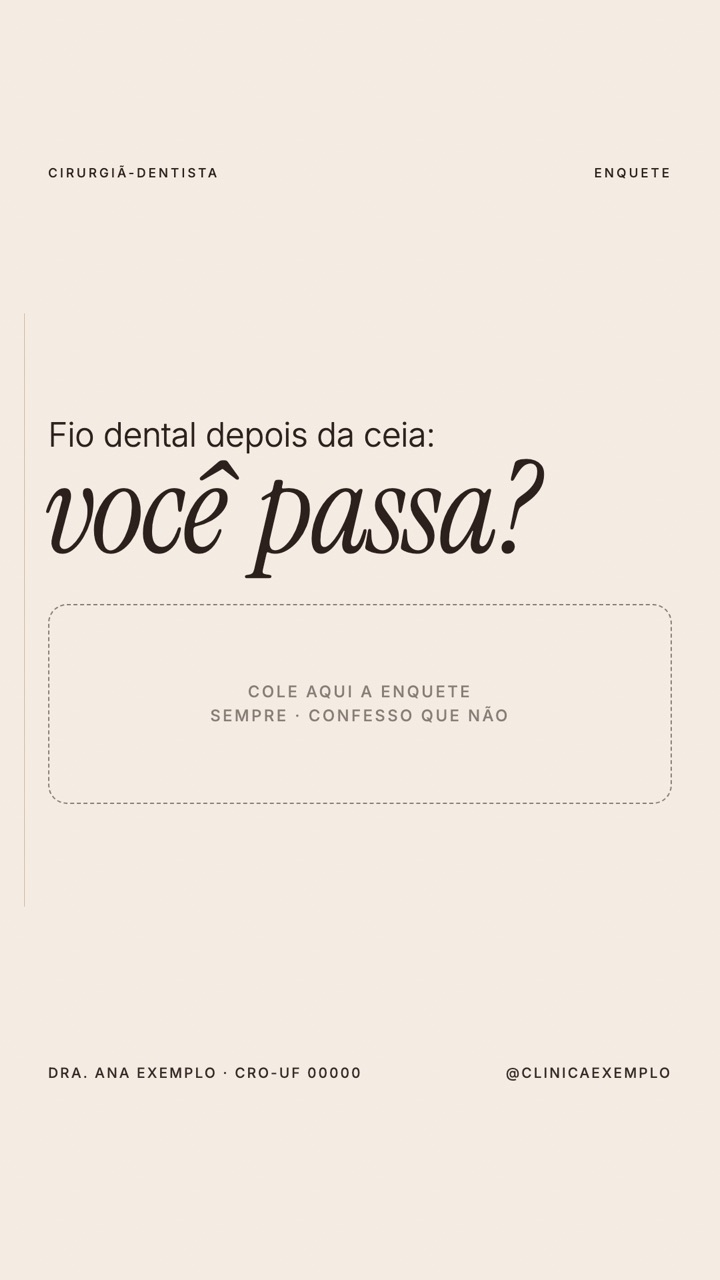 CIRURGIÃ-DENTISTA
ENQUETE
Fio dental depois da ceia:
você passa?
COLE AQUI A ENQUETE
SEMPRE · CONFESSO QUE NÃO
DRA. ANA EXEMPLO · CRO-UF 00000
@CLINICAEXEMPLO